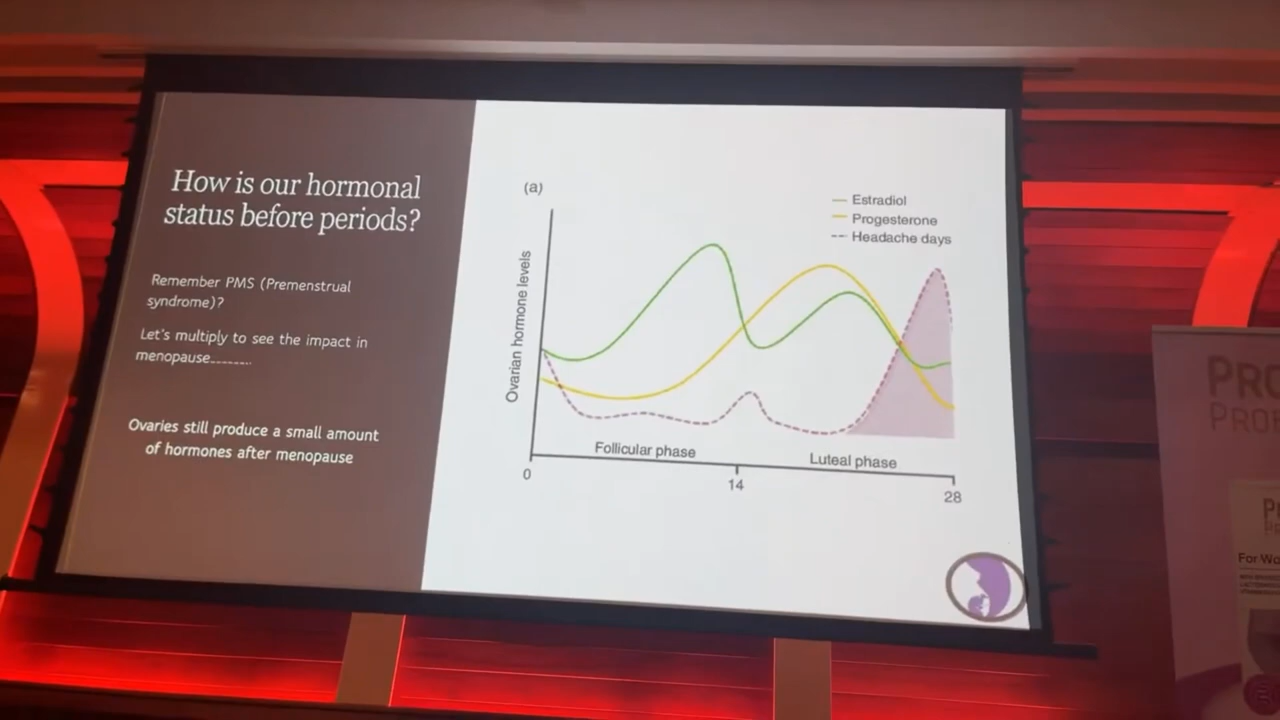 How is our hormonal
status before periods?
Remember PMS (Premenstrual
syndrome)?
Let's multiply to see the impact in
menopause........
Ovaries still produce a small amount
of hormones after menopause
(a)
Estradiol
Progesterone
Headache days
Ovarian hormone levels
Follicular phase
Luteal phase
0
14
28
For Wo